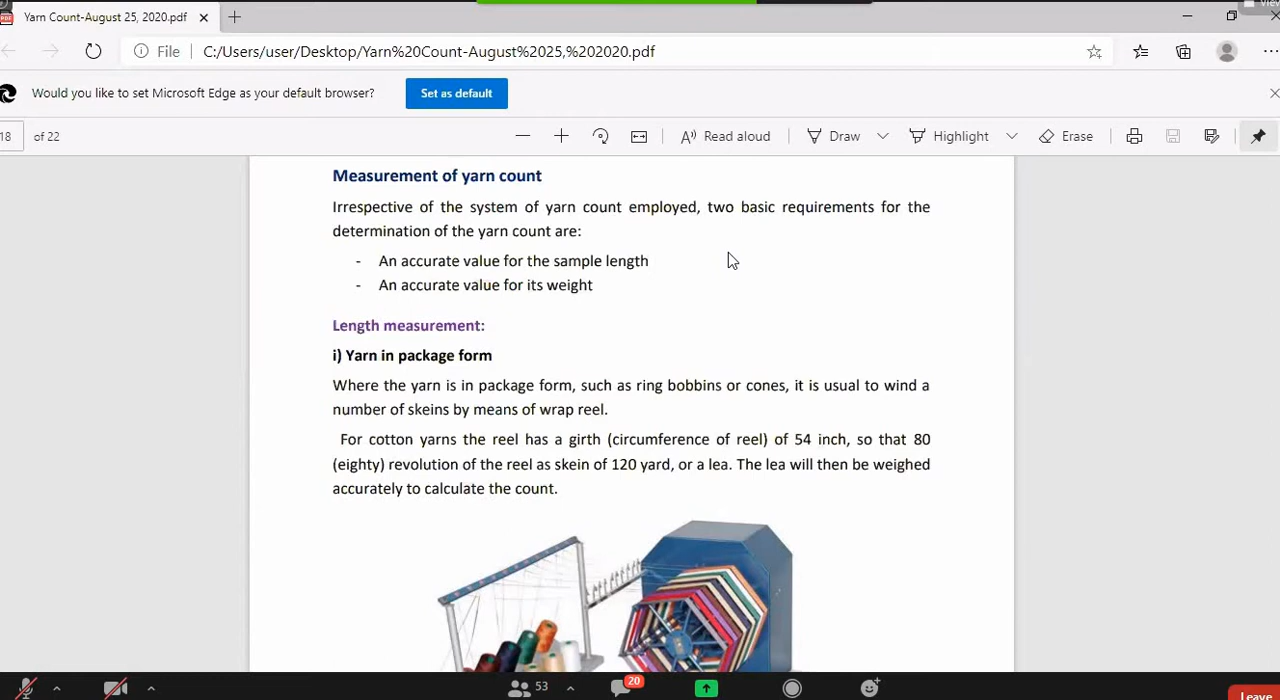 View
PDF
Yarn Count-August 25, 2020.pdf
File
C:/Users/user/Desktop/Yarn%20Count-August%2025,%202020.pdf
Would you like to set Microsoft Edge as your default browser?
Set as default
18 of 22
Read aloud
Draw
Highlight
Erase
Measurement of yarn count
Irrespective of the system of yarn count employed, two basic requirements for the
determination of the yarn count are:
- An accurate value for the sample length
- An accurate value for its weight
Length measurement:
i) Yarn in package form
Where the yarn is in package form, such as ring bobbins or cones, it is usual to wind a
number of skeins by means of wrap reel.
For cotton yarns the reel has a girth (circumference of reel) of 54 inch, so that 80
(eighty) revolution of the reel as skein of 120 yard, or a lea. The lea will then be weighed
accurately to calculate the count.
53
20
Leave